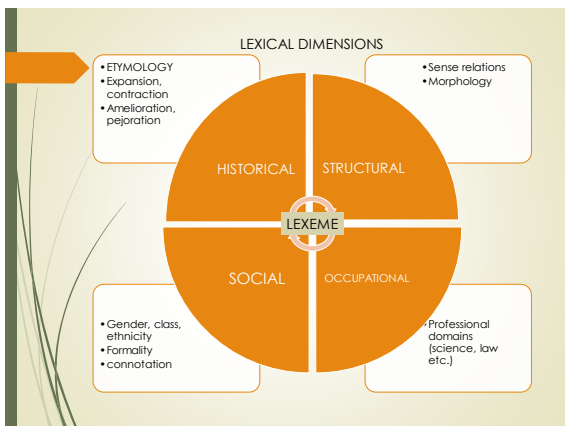 LEXICAL DIMENSIONS
•ETYMOLOGY
•Expansion,
contraction
•Amelioration,
pejoration
•Sense relations
•Morphology
HISTORICAL
STRUCTURAL
LEXEME
SOCIAL
OCCUPATIONAL
•Gender, class,
ethnicity
•Formality
•connotation
•Professional
domains
(science, law
etc.)